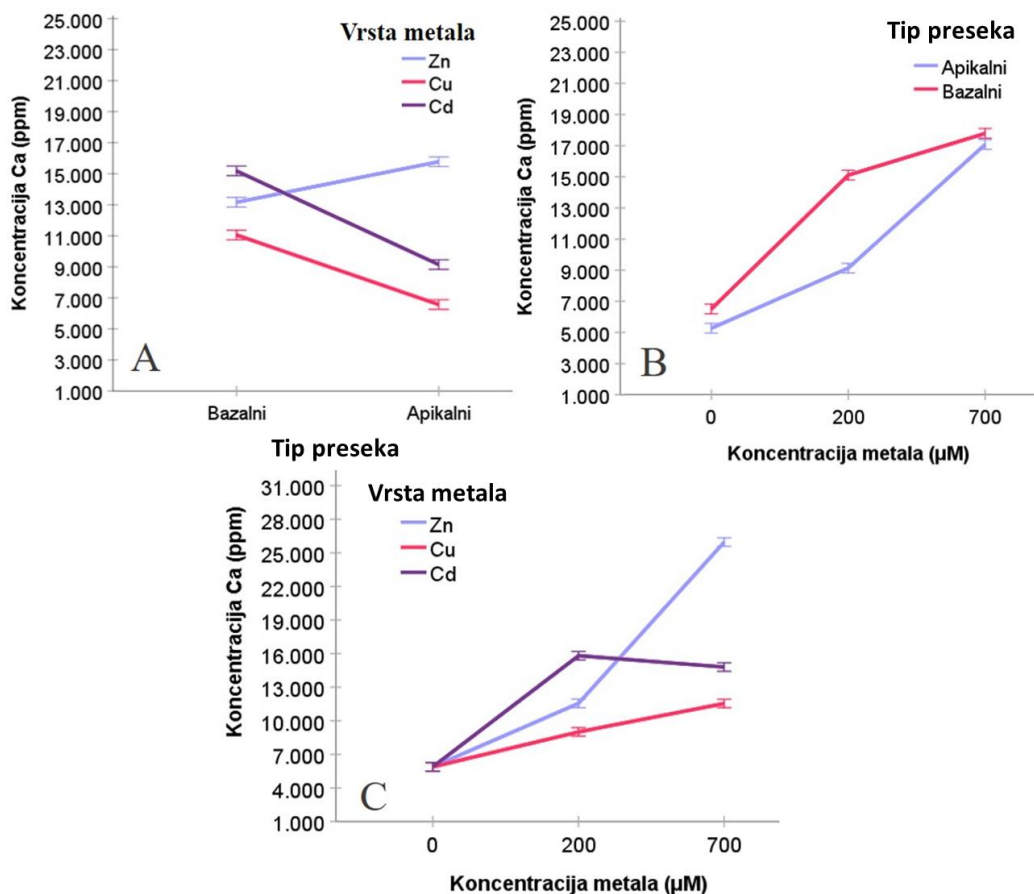 Vrsta metala
Zn
Cu
Cd
Koncentracija Ca (ppm)
25.000
23.000
21.000
19.000
17.000
15.000
13.000
11.000
9.000
7.000
5.000
3.000
1.000
A
Bazalni Apikalni
Tip preseka
Tip preseka
Apikalni
Bazalni
Koncentracija Ca (ppm)
25.000
23.000
21.000
19.000
17.000
15.000
13.000
11.000
9.000
7.000
5.000
3.000
1.000
B
0 200 700
Koncentracija metala (µM)
Vrsta metala
Zn
Cu
Cd
Koncentracija Ca (ppm)
31.000
28.000
25.000
22.000
19.000
16.000
13.000
10.000
7.000
4.000
1.000
C
0 200 700
Koncentracija metala (µM)